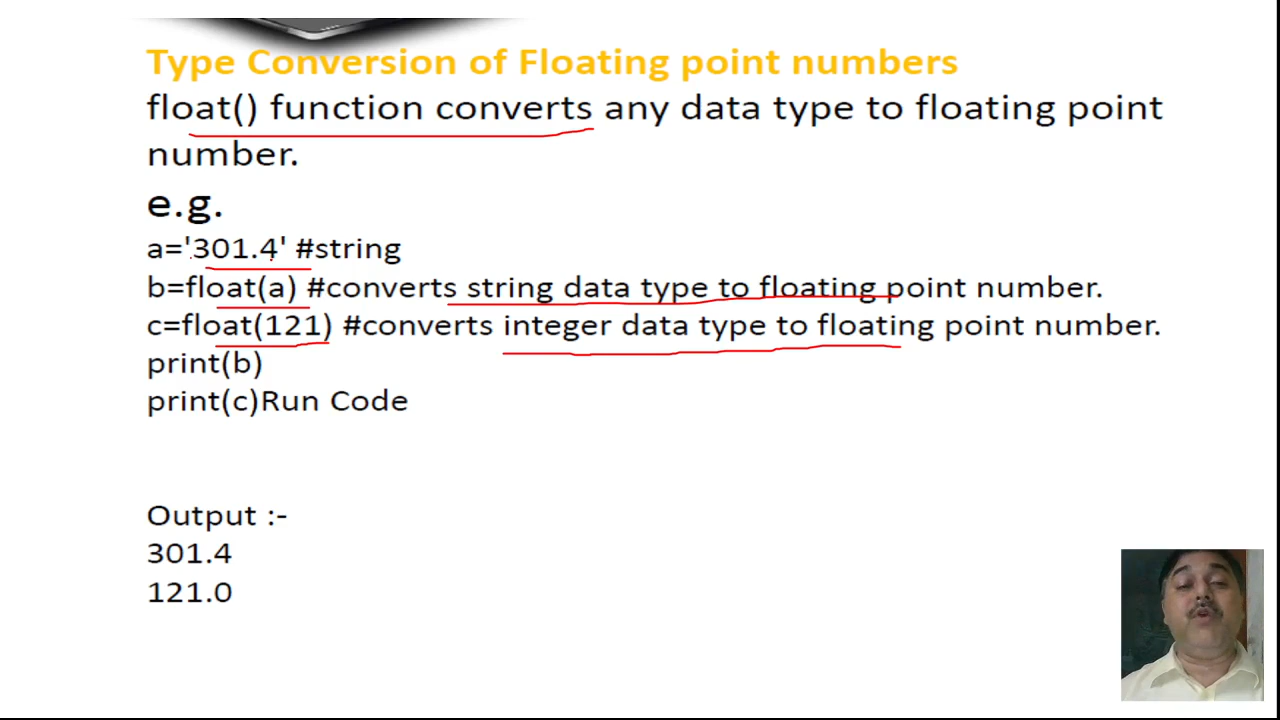 Type Conversion of Floating point numbers
float() function converts any data type to floating point
number.
e.g.
a='301.4' #string
b=float(a) #converts string data type to floating point number.
c=float(121) #converts integer data type to floating point number.
print(b)
print(c)Run Code
Output :-
301.4
121.0